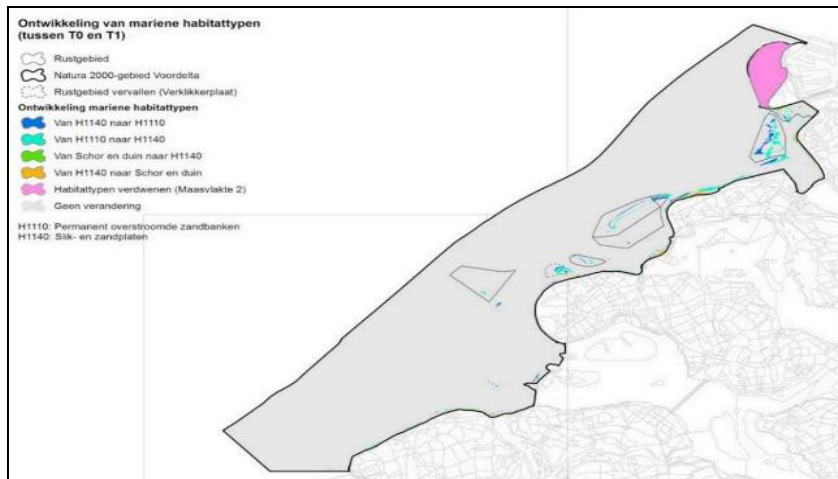 Ontwikkeling van mariene habitattypen
(tussen T0 en T1)
Rustgebied
Natura 2000-gebied Voordelta
Rustgebied vervallen (Verklikkerplaat)
Ontwikkeling mariene habitattypen
Van H1140 naar H1110
Van H1110 naar H1140
Van Schor en duin naar H1140
Van H1140 naar Schor en duin
Habitattypen verdwenen (Maasvlakte 2)
Geen verandering
H1110: Permanent overstroomde zandbanken
H1140: Slik- en zandplaten